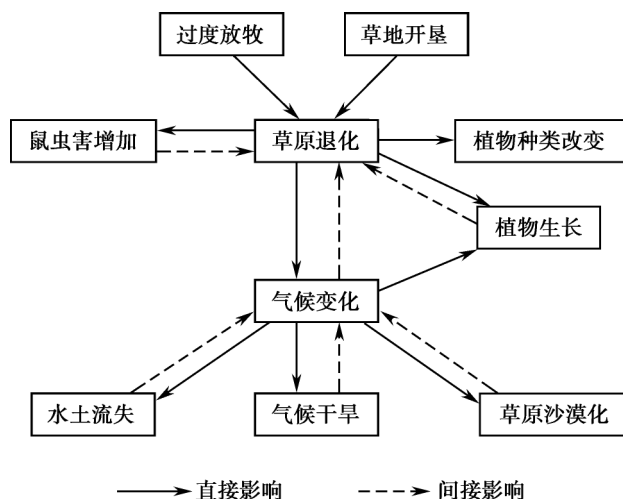 过度放牧
草地开垦
鼠虫害增加
草原退化
植物种类改变
植物生长
气候变化
水土流失
气候干旱
草原沙漠化
直接影响
间接影响